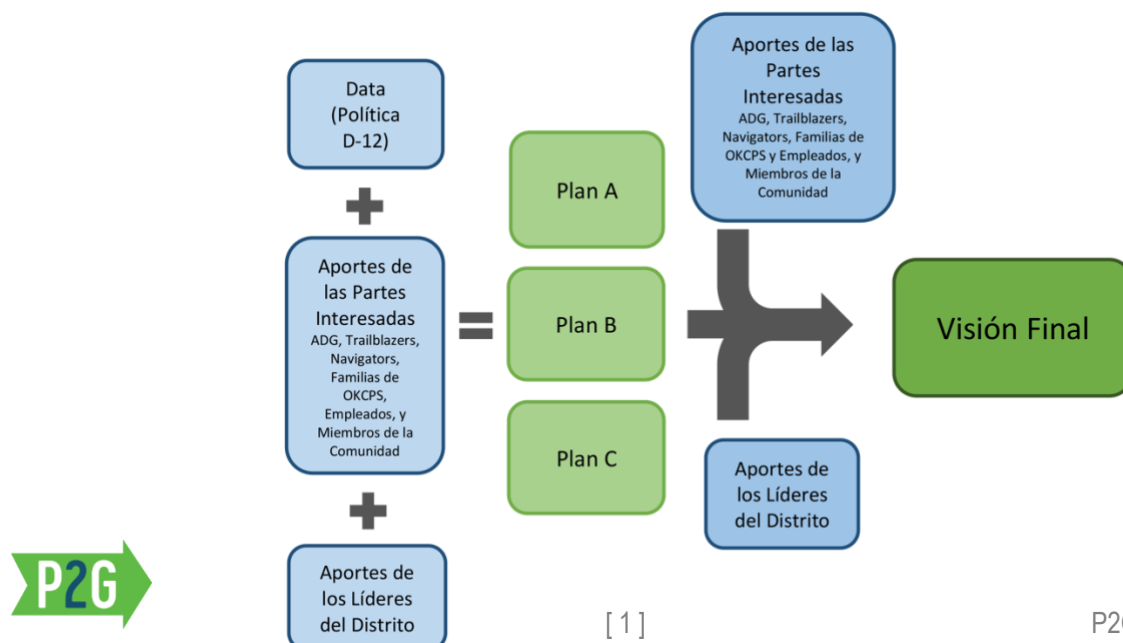 Data
(Política
D-12)
Aportes de
las Partes
Interesadas
ADG, Trailblazers,
Navigators,
Familias de
OKCPS,
Empleados, y
Miembros de la
Comunidad
Aportes de
los Líderes
del Distrito
Plan A
Plan B
Plan C
Aportes de las
Partes
Interesadas
ADG, Trailblazers,
Navigators, Familias de
OKCPS y Empleados, y
Miembros de la
Comunidad
Aportes de
los Líderes
del Distrito
Visión Final
P2G
[ 1 ]